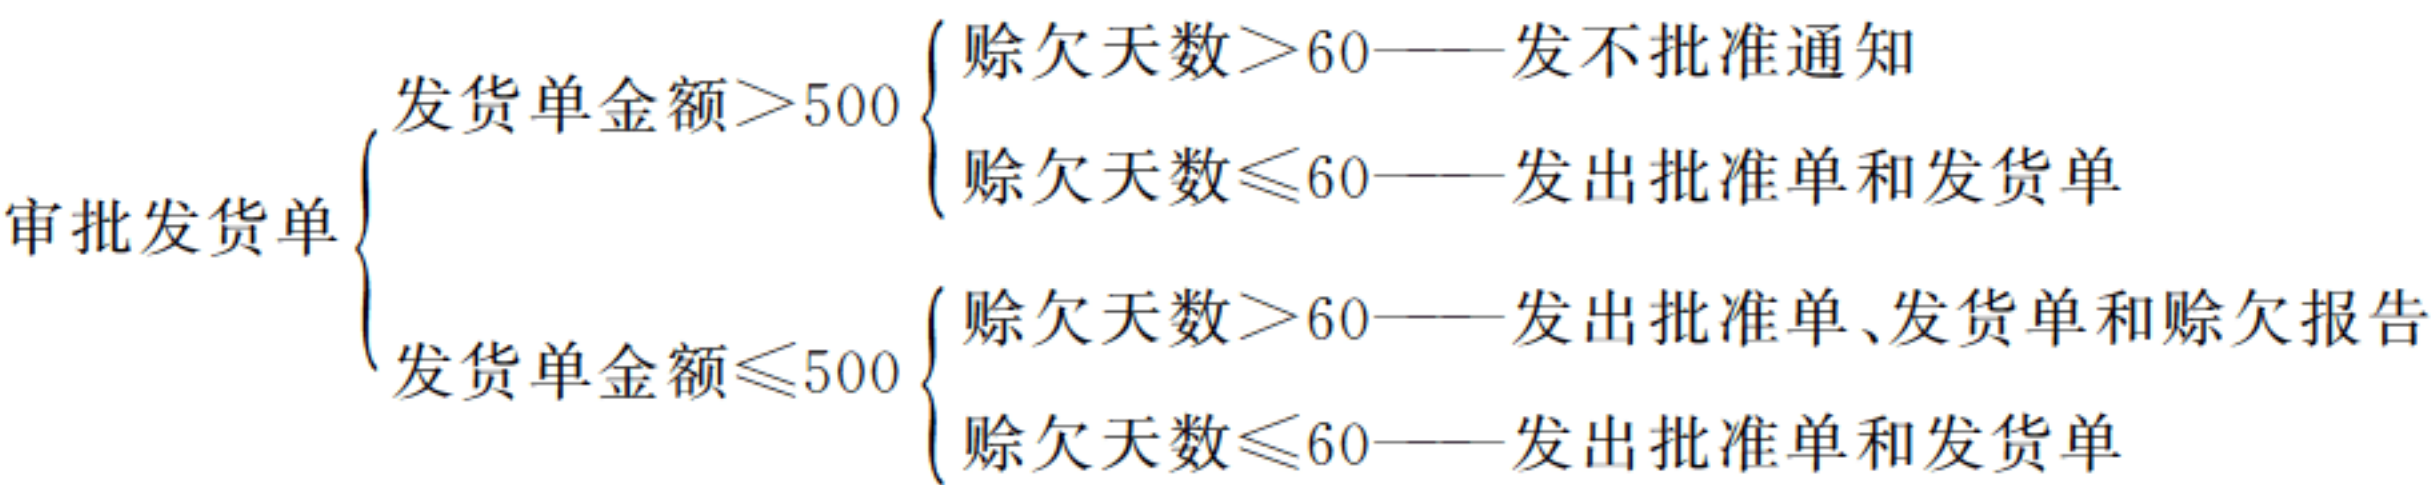 赊欠天数>60——发不批准通知
发货单金额>500
赊欠天数≤60——发出批准单和发货单
审批发货单
赊欠天数>60——发出批准单、发货单和赊欠报告
发货单金额≤500
赊欠天数≤60——发出批准单和发货单